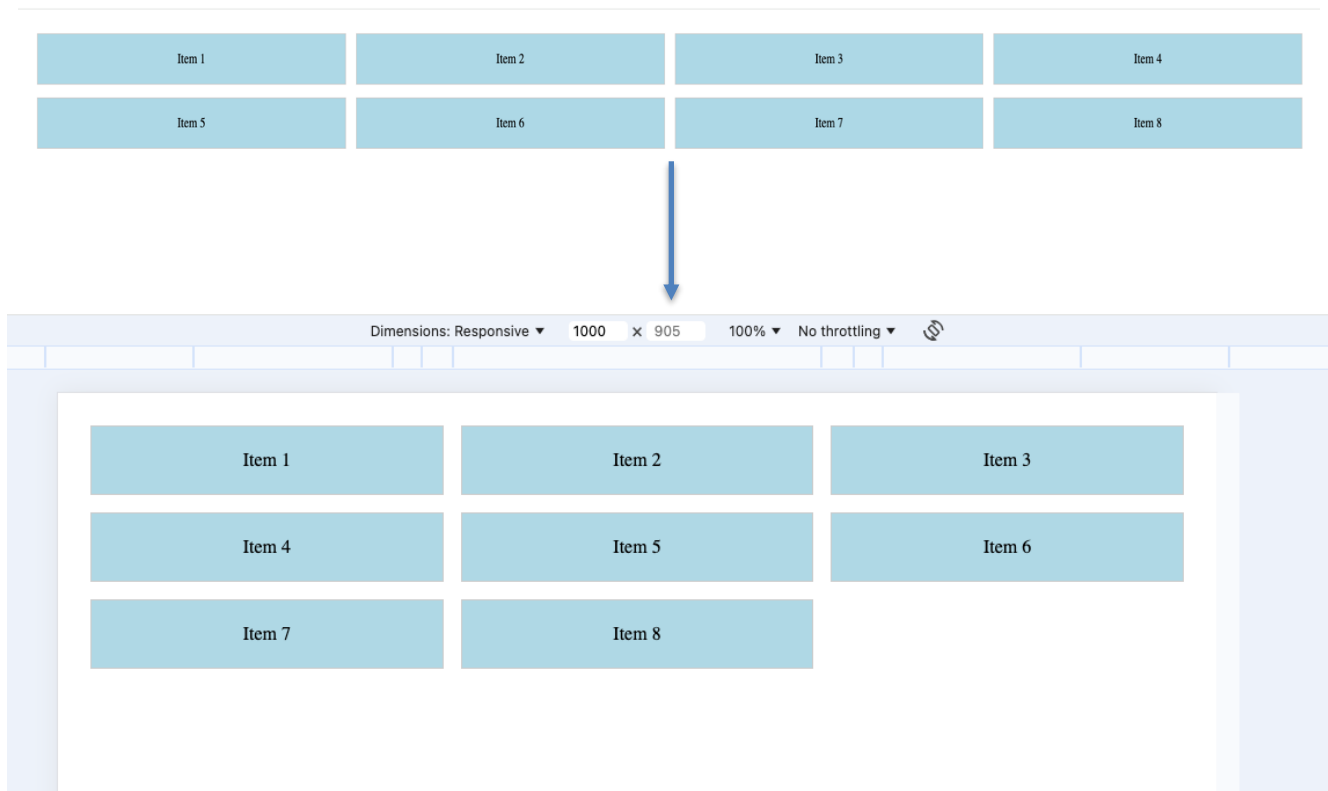 Item 1 Item 2 Item 3 Item 4
Item 5 Item 6 Item 7 Item 8
Dimensions: Responsive ▼ 1000 x 905 100% ▼ No throttling ▼
Item 1 Item 2 Item 3
Item 4 Item 5 Item 6
Item 7 Item 8